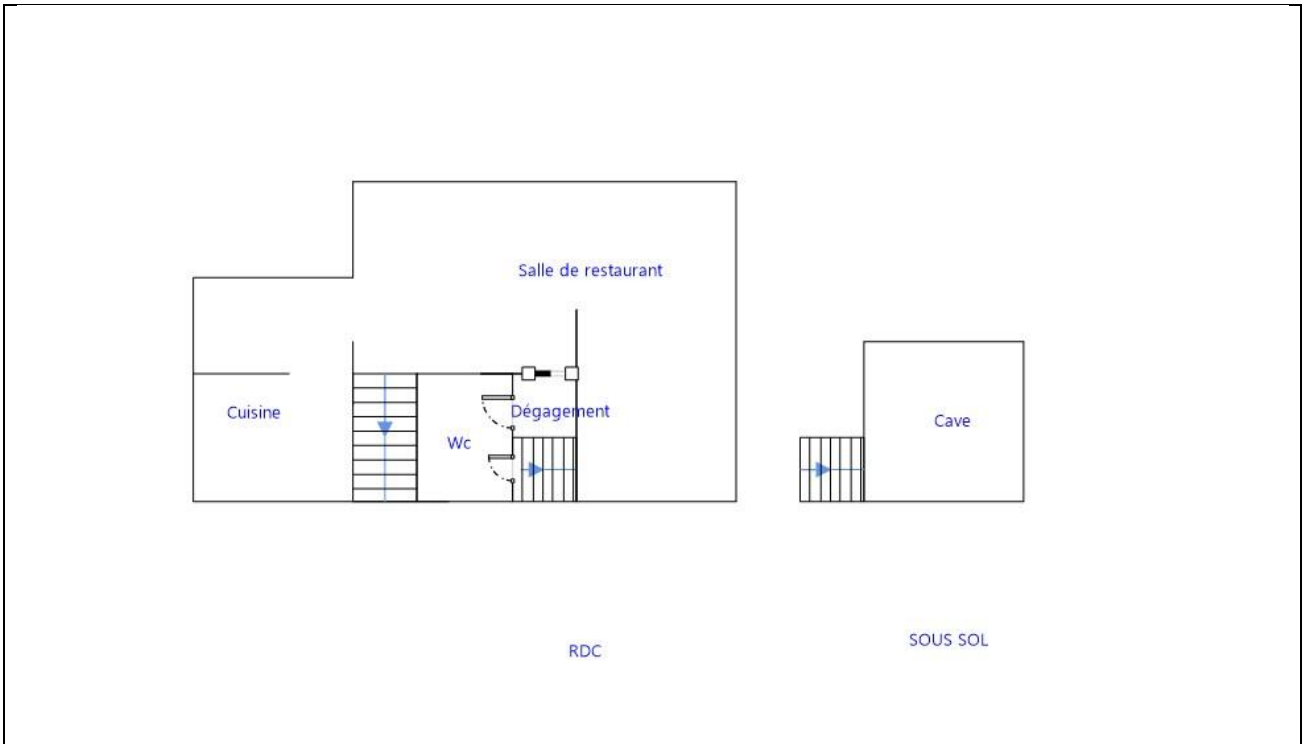 Salle de restaurant
Cuisine
Dégagement
Wc
Cave
RDC
SOUS SOL